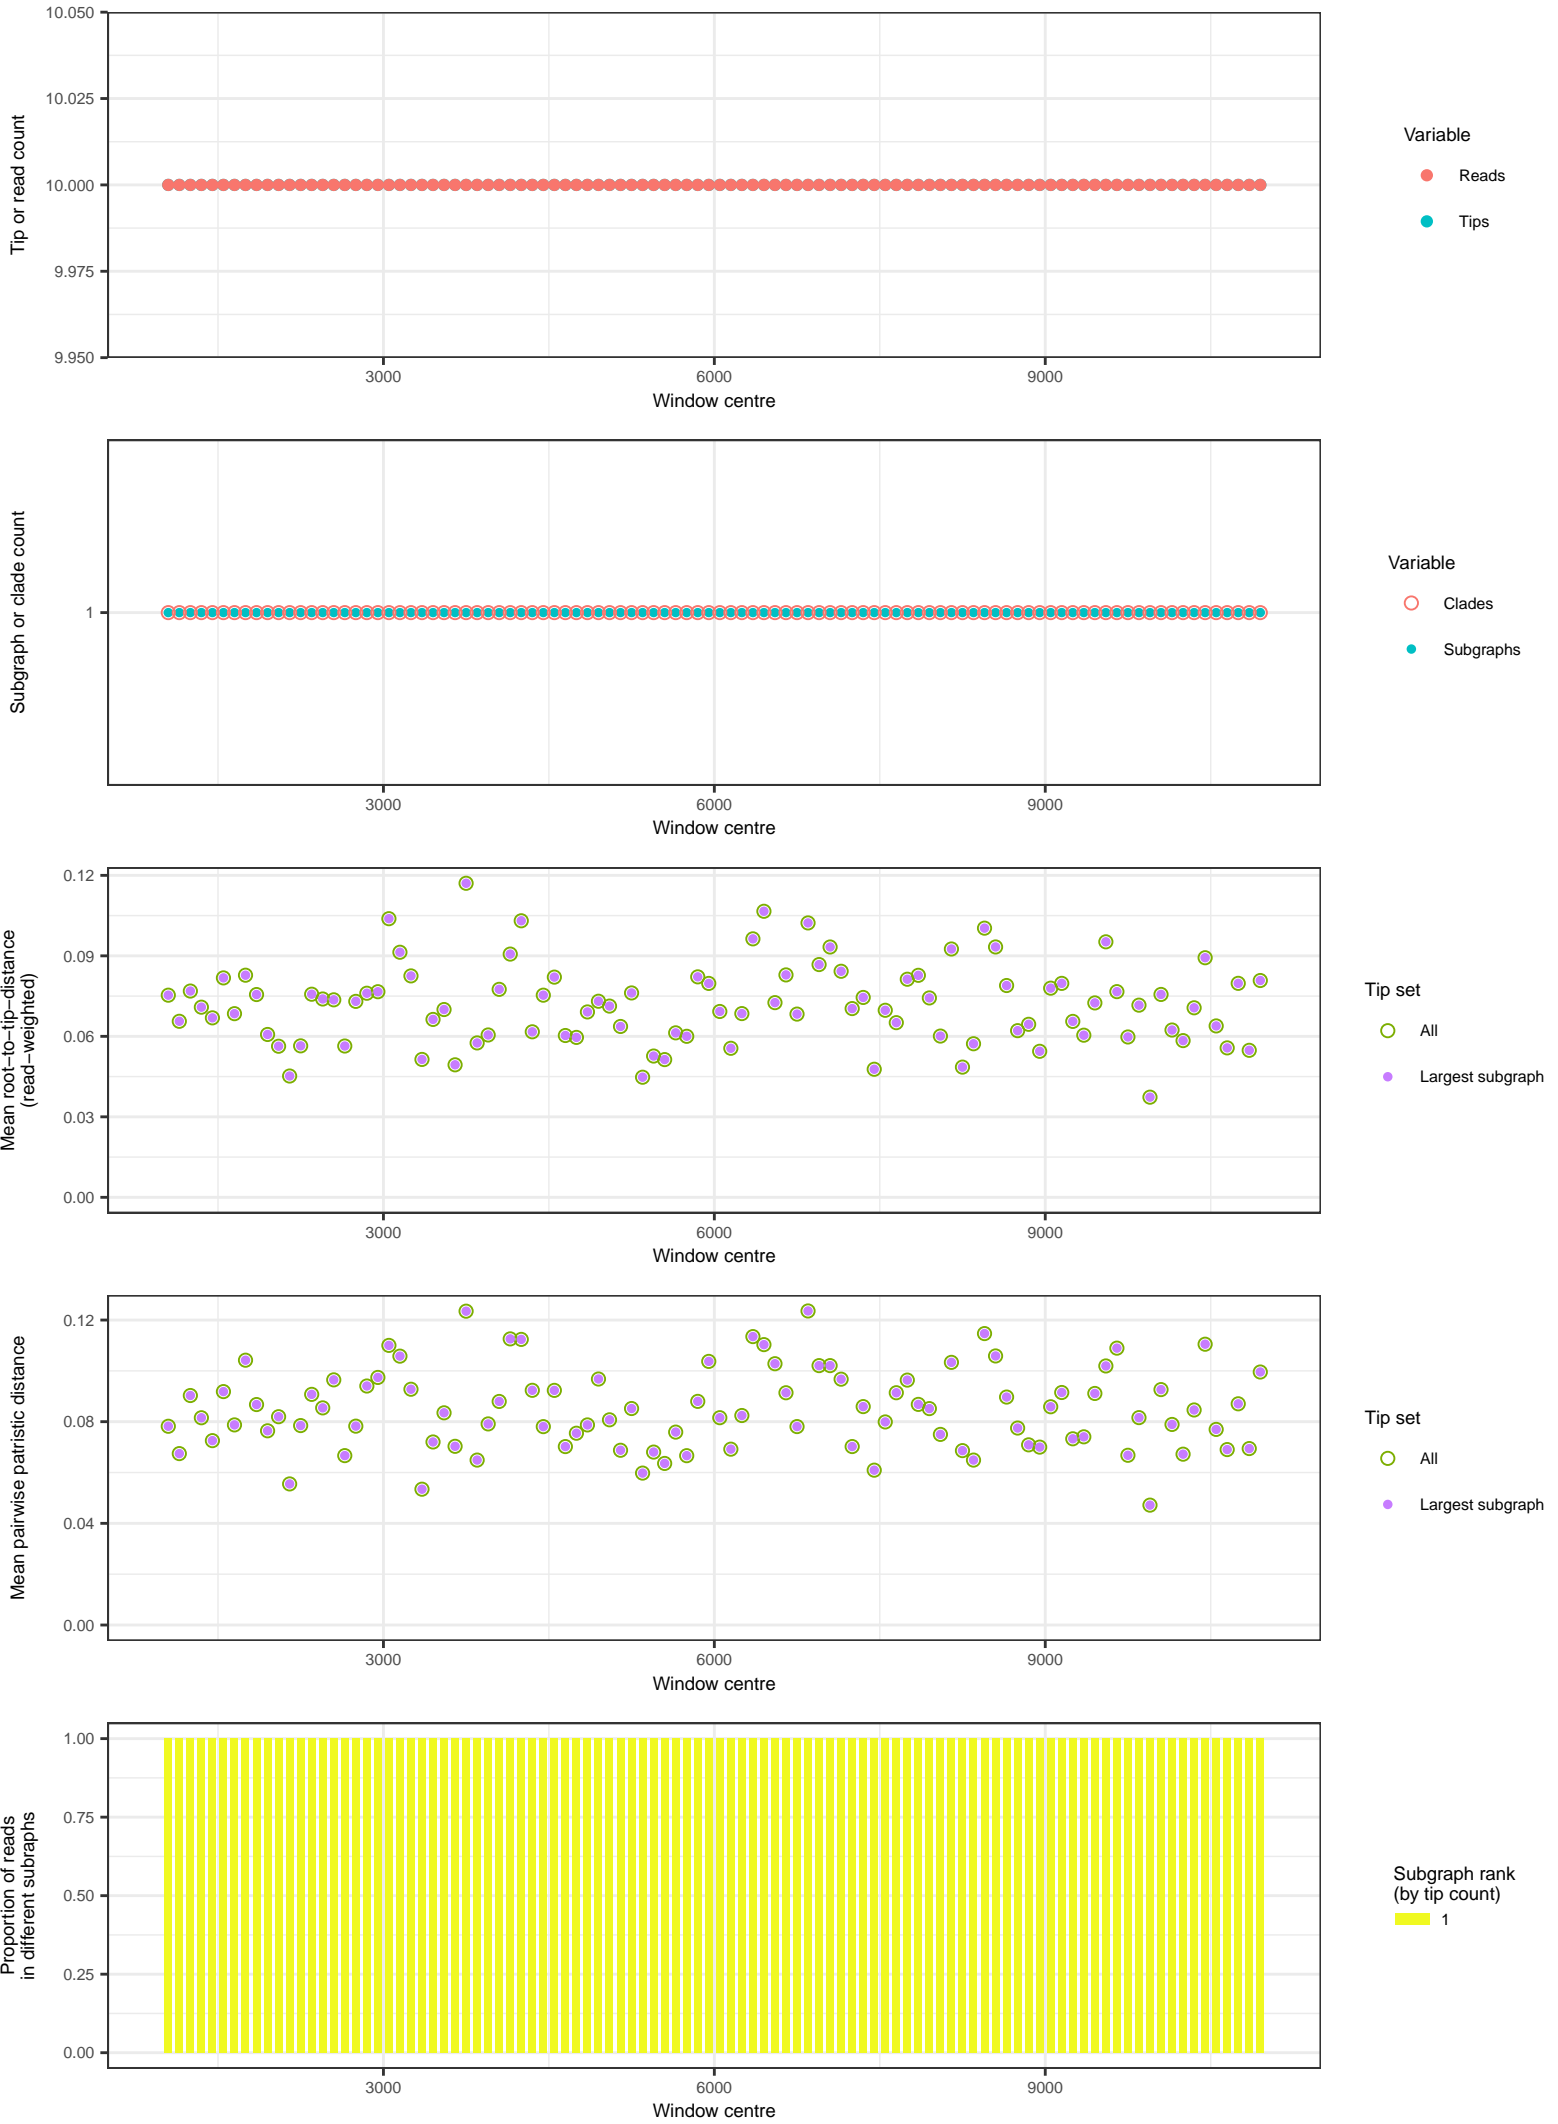 10.050
10.025
10.000
9.975
9.950
Tip or read count
3000 6000 9000
Window centre
Variable
Reads
Tips
1
Subgraph or clade count
3000 6000 9000
Window centre
Variable
Clades
Subgraphs
0.12
0.09
0.06
0.03
0.00
Mean root−to−tip−distance
(read−weighted)
3000 6000 9000
Window centre
Tip set
All
Largest subgraph
0.12
0.08
0.04
0.00
Mean pairwise patristic distance
3000 6000 9000
Window centre
Tip set
All
Largest subgraph
1.00
0.75
0.50
0.25
0.00
Proportion of reads
in different subraphs
3000 6000 9000
Window centre
Subgraph rank
(by tip count)
1